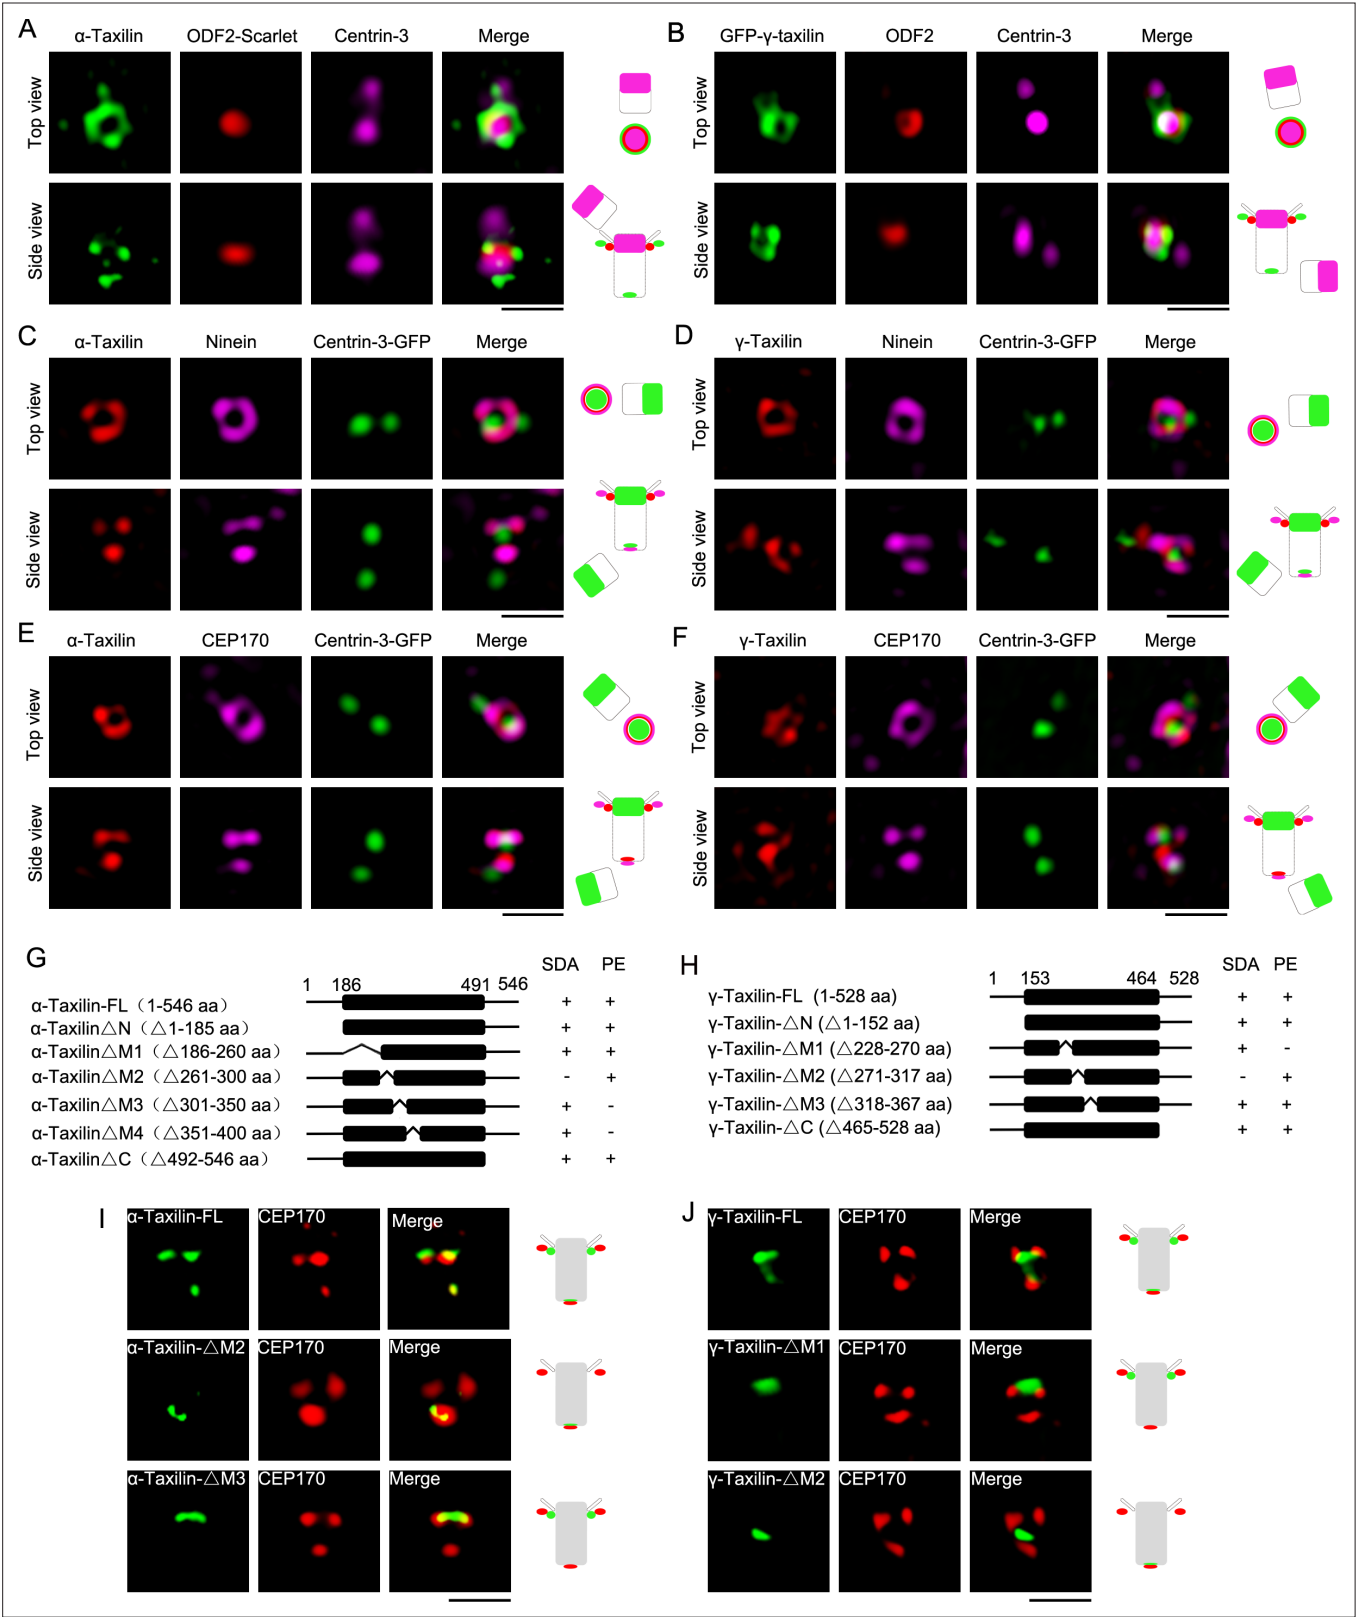 A
α-Taxilin ODF2-Scarlet Centrin-3 Merge
Top view
Side view
B
GFP-γ-taxilin ODF2 Centrin-3 Merge
Top view
Side view
C
α-Taxilin Ninein Centrin-3-GFP Merge
Top view
Side view
D
γ-Taxilin Ninein Centrin-3-GFP Merge
Top view
Side view
E
α-Taxilin CEP170 Centrin-3-GFP Merge
Top view
Side view
F
γ-Taxilin CEP170 Centrin-3-GFP Merge
Top view
Side view
G
SDA PE
1 186 491 546
α-Taxilin-FL（1-546 aa） + +
α-Taxilin△N（△1-185 aa） + +
α-Taxilin△M1（△186-260 aa） + +
α-Taxilin△M2（△261-300 aa） - +
α-Taxilin△M3（△301-350 aa） + -
α-Taxilin△M4（△351-400 aa） + -
α-Taxilin△C（△492-546 aa） + +
H
SDA PE
1 153 464 528
γ-Taxilin-FL (1-528 aa) + +
γ-Taxilin-△N (△1-152 aa) + +
γ-Taxilin-△M1 (△228-270 aa) + -
γ-Taxilin-△M2 (△271-317 aa) - +
γ-Taxilin-△M3 (△318-367 aa) + +
γ-Taxilin-△C (△465-528 aa) + +
I
α-Taxilin-FL CEP170 Merge
α-Taxilin-△M2 CEP170 Merge
α-Taxilin-△M3 CEP170 Merge
J
γ-Taxilin-FL CEP170 Merge
γ-Taxilin-△M1 CEP170 Merge
γ-Taxilin-△M2 CEP170 Merge